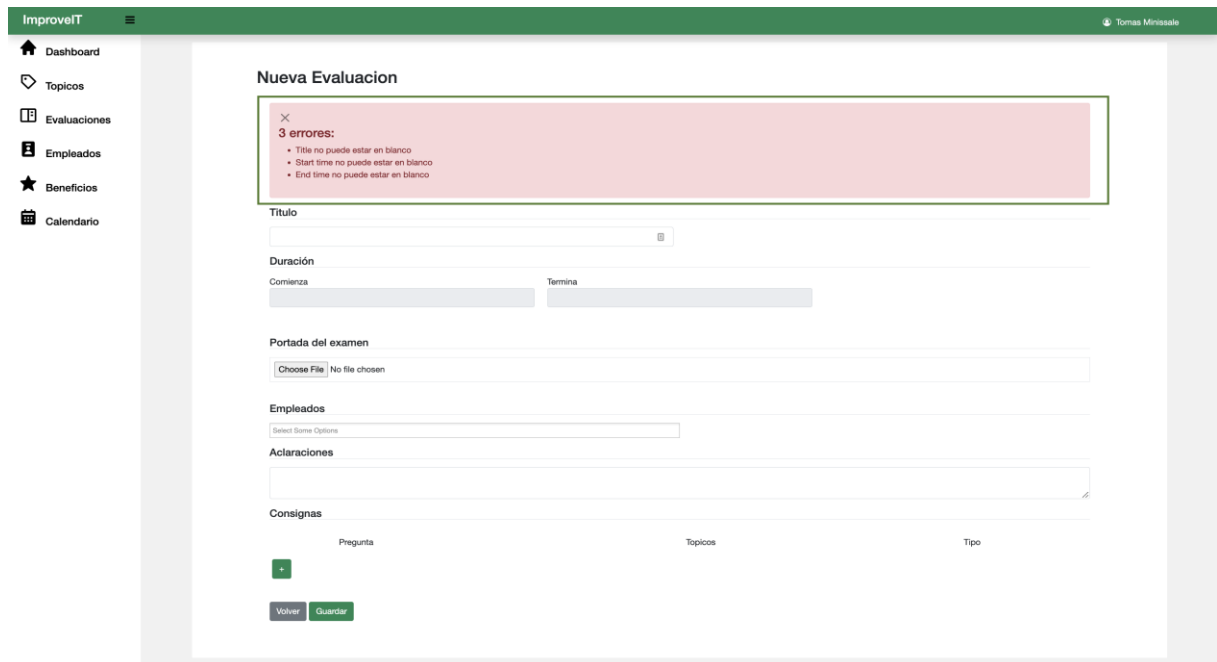 ImproveIT
Tomas Minissale
Dashboard
Topicos
Evaluaciones
Empleados
Beneficios
Calendario
Nueva Evaluacion
3 errores:
Title no puede estar en blanco
Start time no puede estar en blanco
End time no puede estar en blanco
Titulo
Duración
Comienza Termina
Portada del examen
Choose File No file chosen
Empleados
Select Some Options
Aclaraciones
Consignas
Pregunta Topicos Tipo
+
Volver Guardar